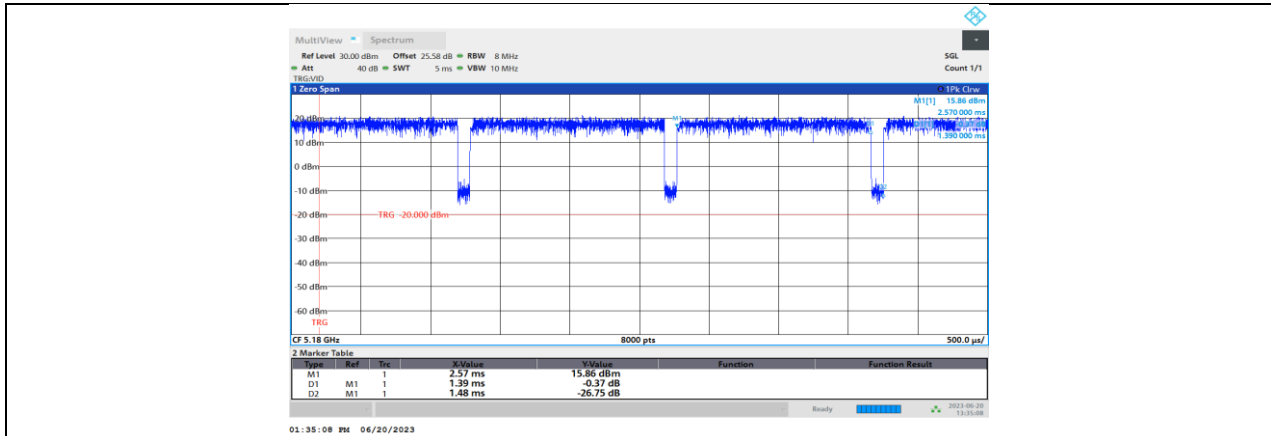 MultiView Spectrum
Ref Level 30.00 dBm Offset 25.58 dB RBW 8 MHz SGL
Att 40 dB SWT 5 ms VBW 10 MHz Count 1/1
TRG:VID
1 Zero Span 1Pk Clrw
M1[1] 15.86 dBm
2.570 000 ms
1.390 000 ms
M1
20 dBm
10 dBm
0 dBm
-10 dBm
-20 dBm TRG -20.000 dBm
-30 dBm
-40 dBm
-50 dBm
-60 dBm
TRG
CF 5.18 GHz 8000 pts 500.0 µs/
2 Marker Table
Type Ref Trc X-Value Y-Value Function Function Result
M1 1 2.57 ms 15.86 dBm
D1 M1 1 1.39 ms -0.37 dB
D2 M1 1 1.48 ms -26.75 dB
Ready 2023-06-20
13:35:08
01:35:08 PM 06/20/2023